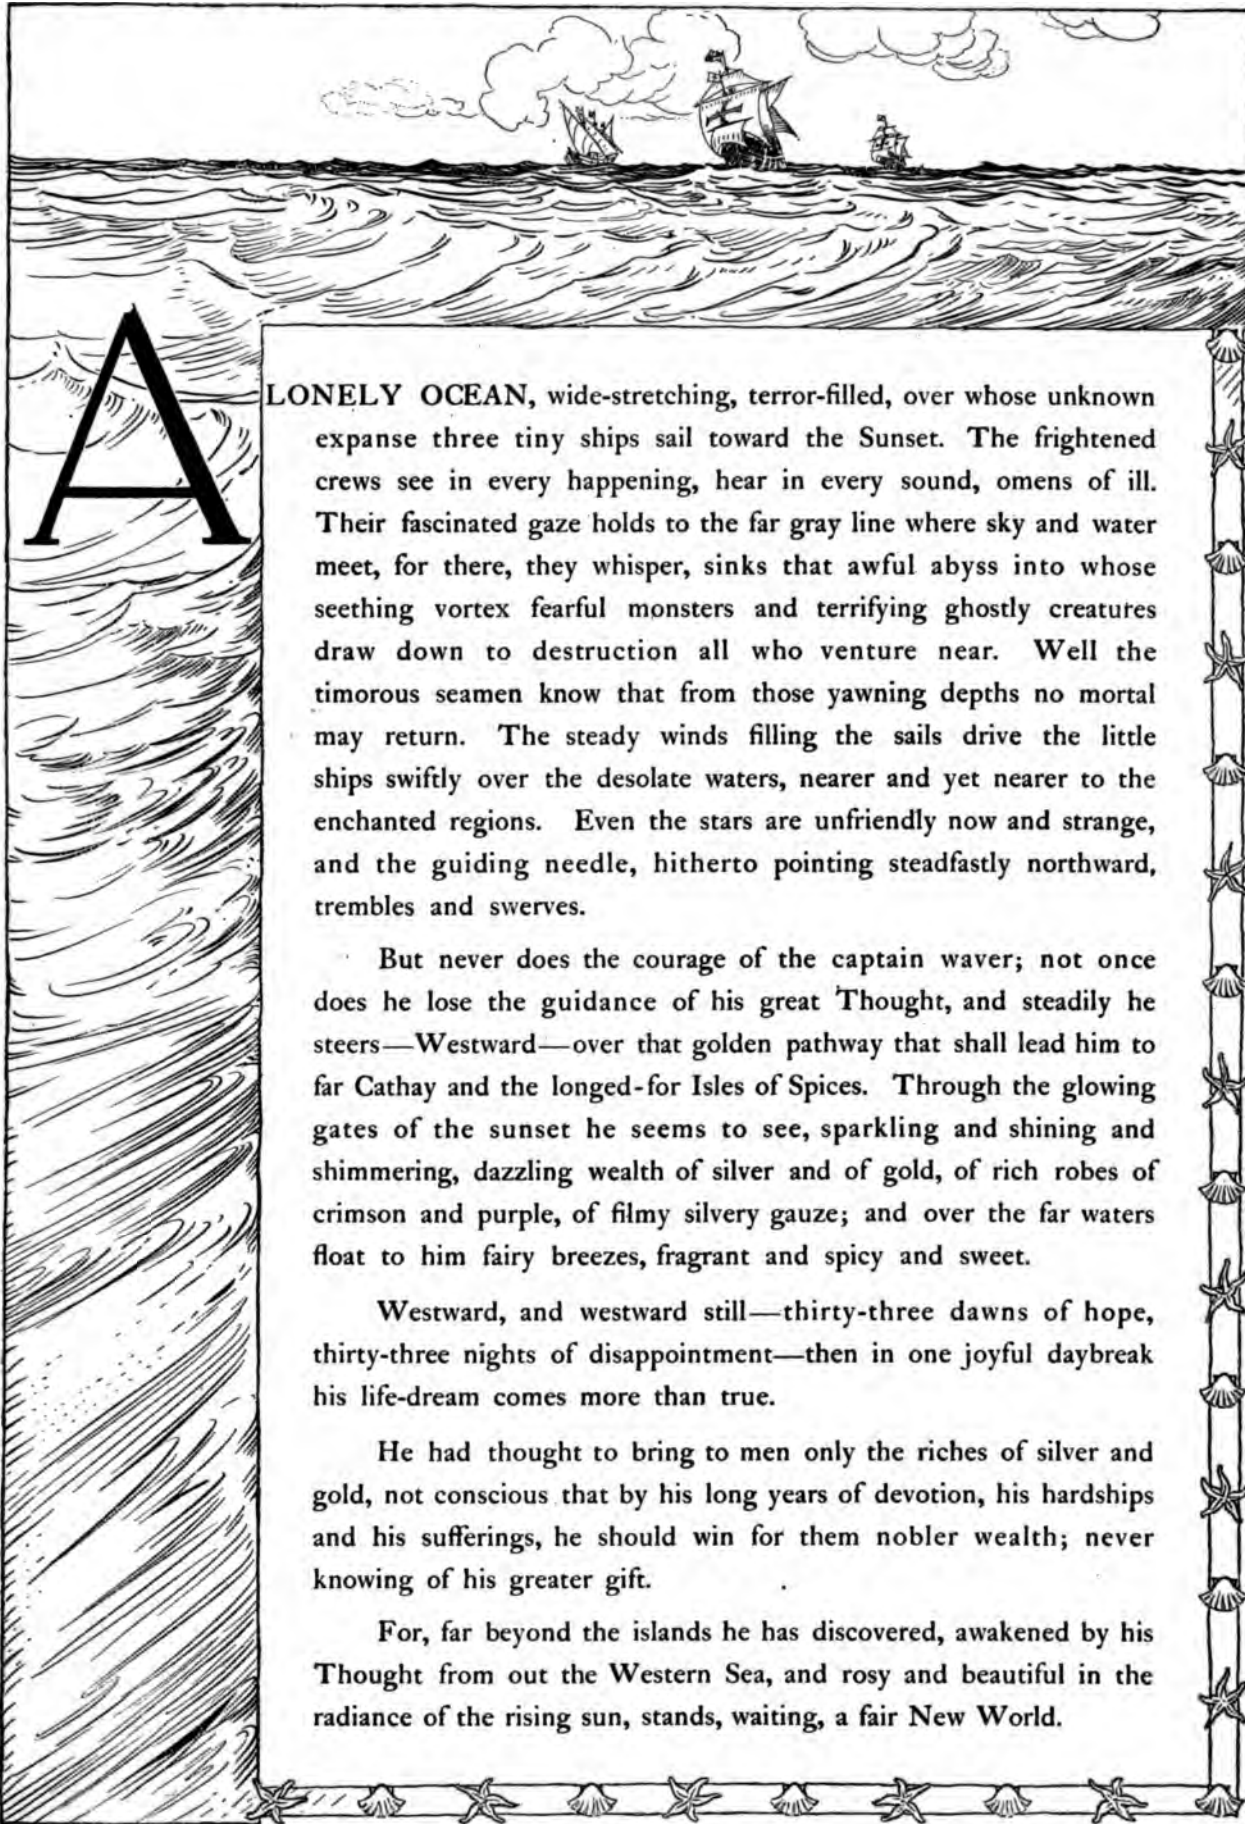 A LONELY OCEAN, wide-stretching, terror-filled, over whose unknown
expanse three tiny ships sail toward the Sunset. The frightened
crews see in every happening, hear in every sound, omens of ill.
Their fascinated gaze holds to the far gray line where sky and water
meet, for there, they whisper, sinks that awful abyss into whose
seething vortex fearful monsters and terrifying ghostly creatures
draw down to destruction all who venture near. Well the
timorous seamen know that from those yawning depths no mortal
may return. The steady winds filling the sails drive the little
ships swiftly over the desolate waters, nearer and yet nearer to the
enchanted regions. Even the stars are unfriendly now and strange,
and the guiding needle, hitherto pointing steadfastly northward,
trembles and swerves.
But never does the courage of the captain waver; not once
does he lose the guidance of his great Thought, and steadily he
steers—Westward—over that golden pathway that shall lead him to
far Cathay and the longed-for Isles of Spices. Through the glowing
gates of the sunset he seems to see, sparkling and shining and
shimmering, dazzling wealth of silver and of gold, of rich robes of
crimson and purple, of filmy silvery gauze; and over the far waters
float to him fairy breezes, fragrant and spicy and sweet.
Westward, and westward still—thirty-three dawns of hope,
thirty-three nights of disappointment—then in one joyful daybreak
his life-dream comes more than true.
He had thought to bring to men only the riches of silver and
gold, not conscious that by his long years of devotion, his hardships
and his sufferings, he should win for them nobler wealth; never
knowing of his greater gift.
For, far beyond the islands he has discovered, awakened by his
Thought from out the Western Sea, and rosy and beautiful in the
radiance of the rising sun, stands, waiting, a fair New World.